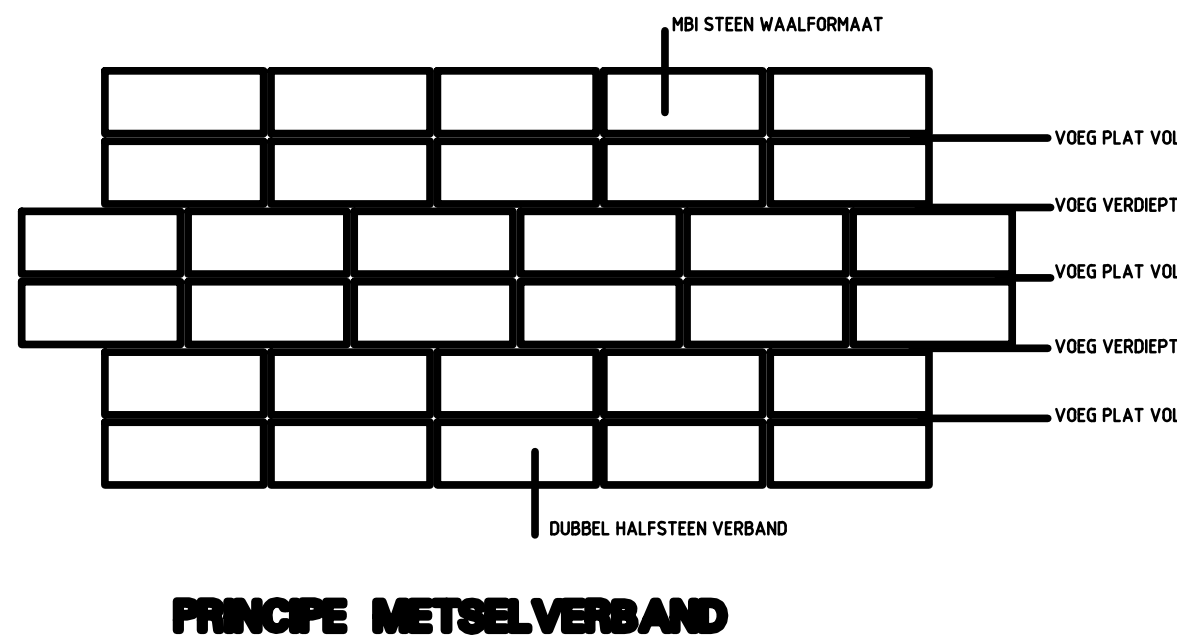 MBI STEEN WAALFORMAAT
VOEG PLAT VOL
VOEG VERDIEPT
VOEG PLAT VOL
VOEG VERDIEPT
VOEG PLAT VOL
DUBBEL HALFSTEEN VERBAND
PRINCIPE METSELVERBAND